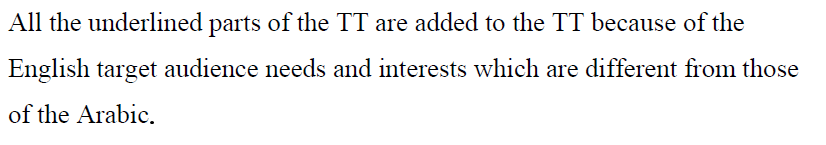 All the underlined parts of the TT are added to the TT because of the
English target audience needs and interests which are different from those
of the Arabic.